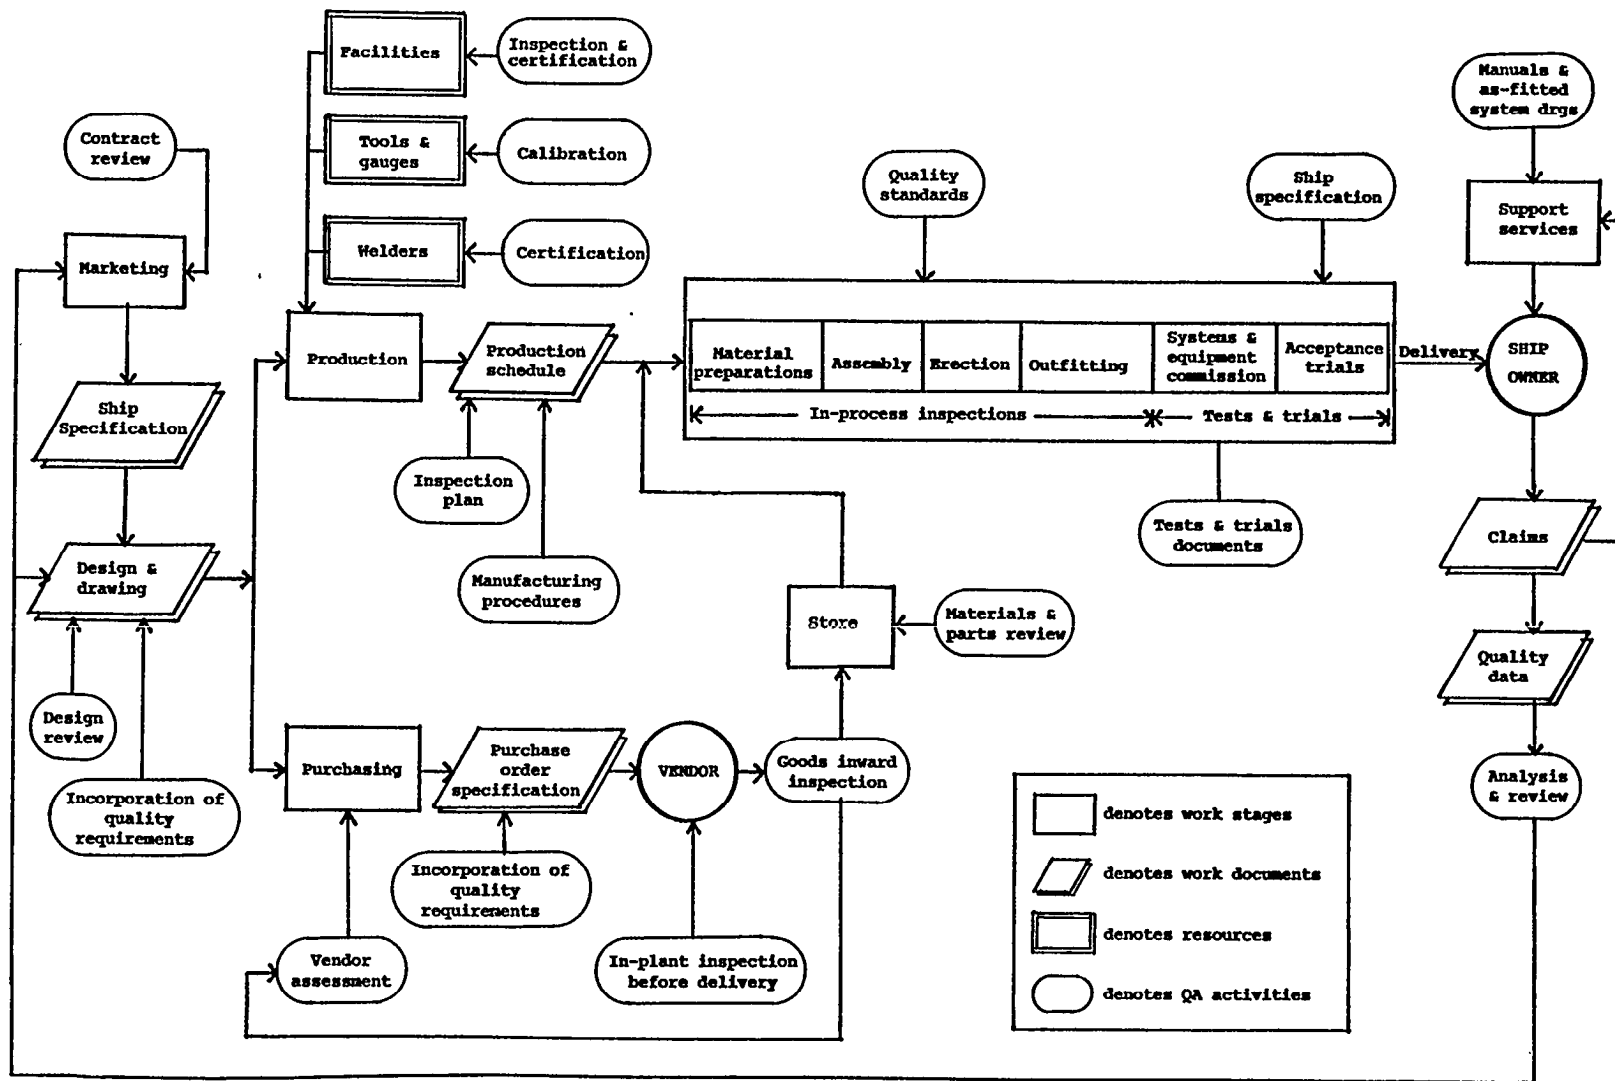 Facilities
Inspection &
certification
Manuals &
as-fitted
system drgs
Contract
review
Tools &
gauges
Calibration
Quality
standards
Ship
specification
Support
services
Marketing
Welders
Certification
Production
Production
schedule
Material
preparations
Assembly
Erection
Outfitting
Systems &
equipment
commission
Acceptance
trials
Delivery
SHIP
OWNER
In-process inspections
Tests & trials
Ship
Specification
Inspection
plan
Tests & trials
documents
Claims
Design &
drawing
Manufacturing
procedures
Store
Materials &
parts review
Quality
data
Design
review
Purchasing
Purchase
order
specification
VENDOR
Goods inward
inspection
Analysis
& review
Incorporation of
quality
requirements
Incorporation of
quality
requirements
Vendor
assessment
In-plant inspection
before delivery
denotes work stages
denotes work documents
denotes resources
denotes QA activities